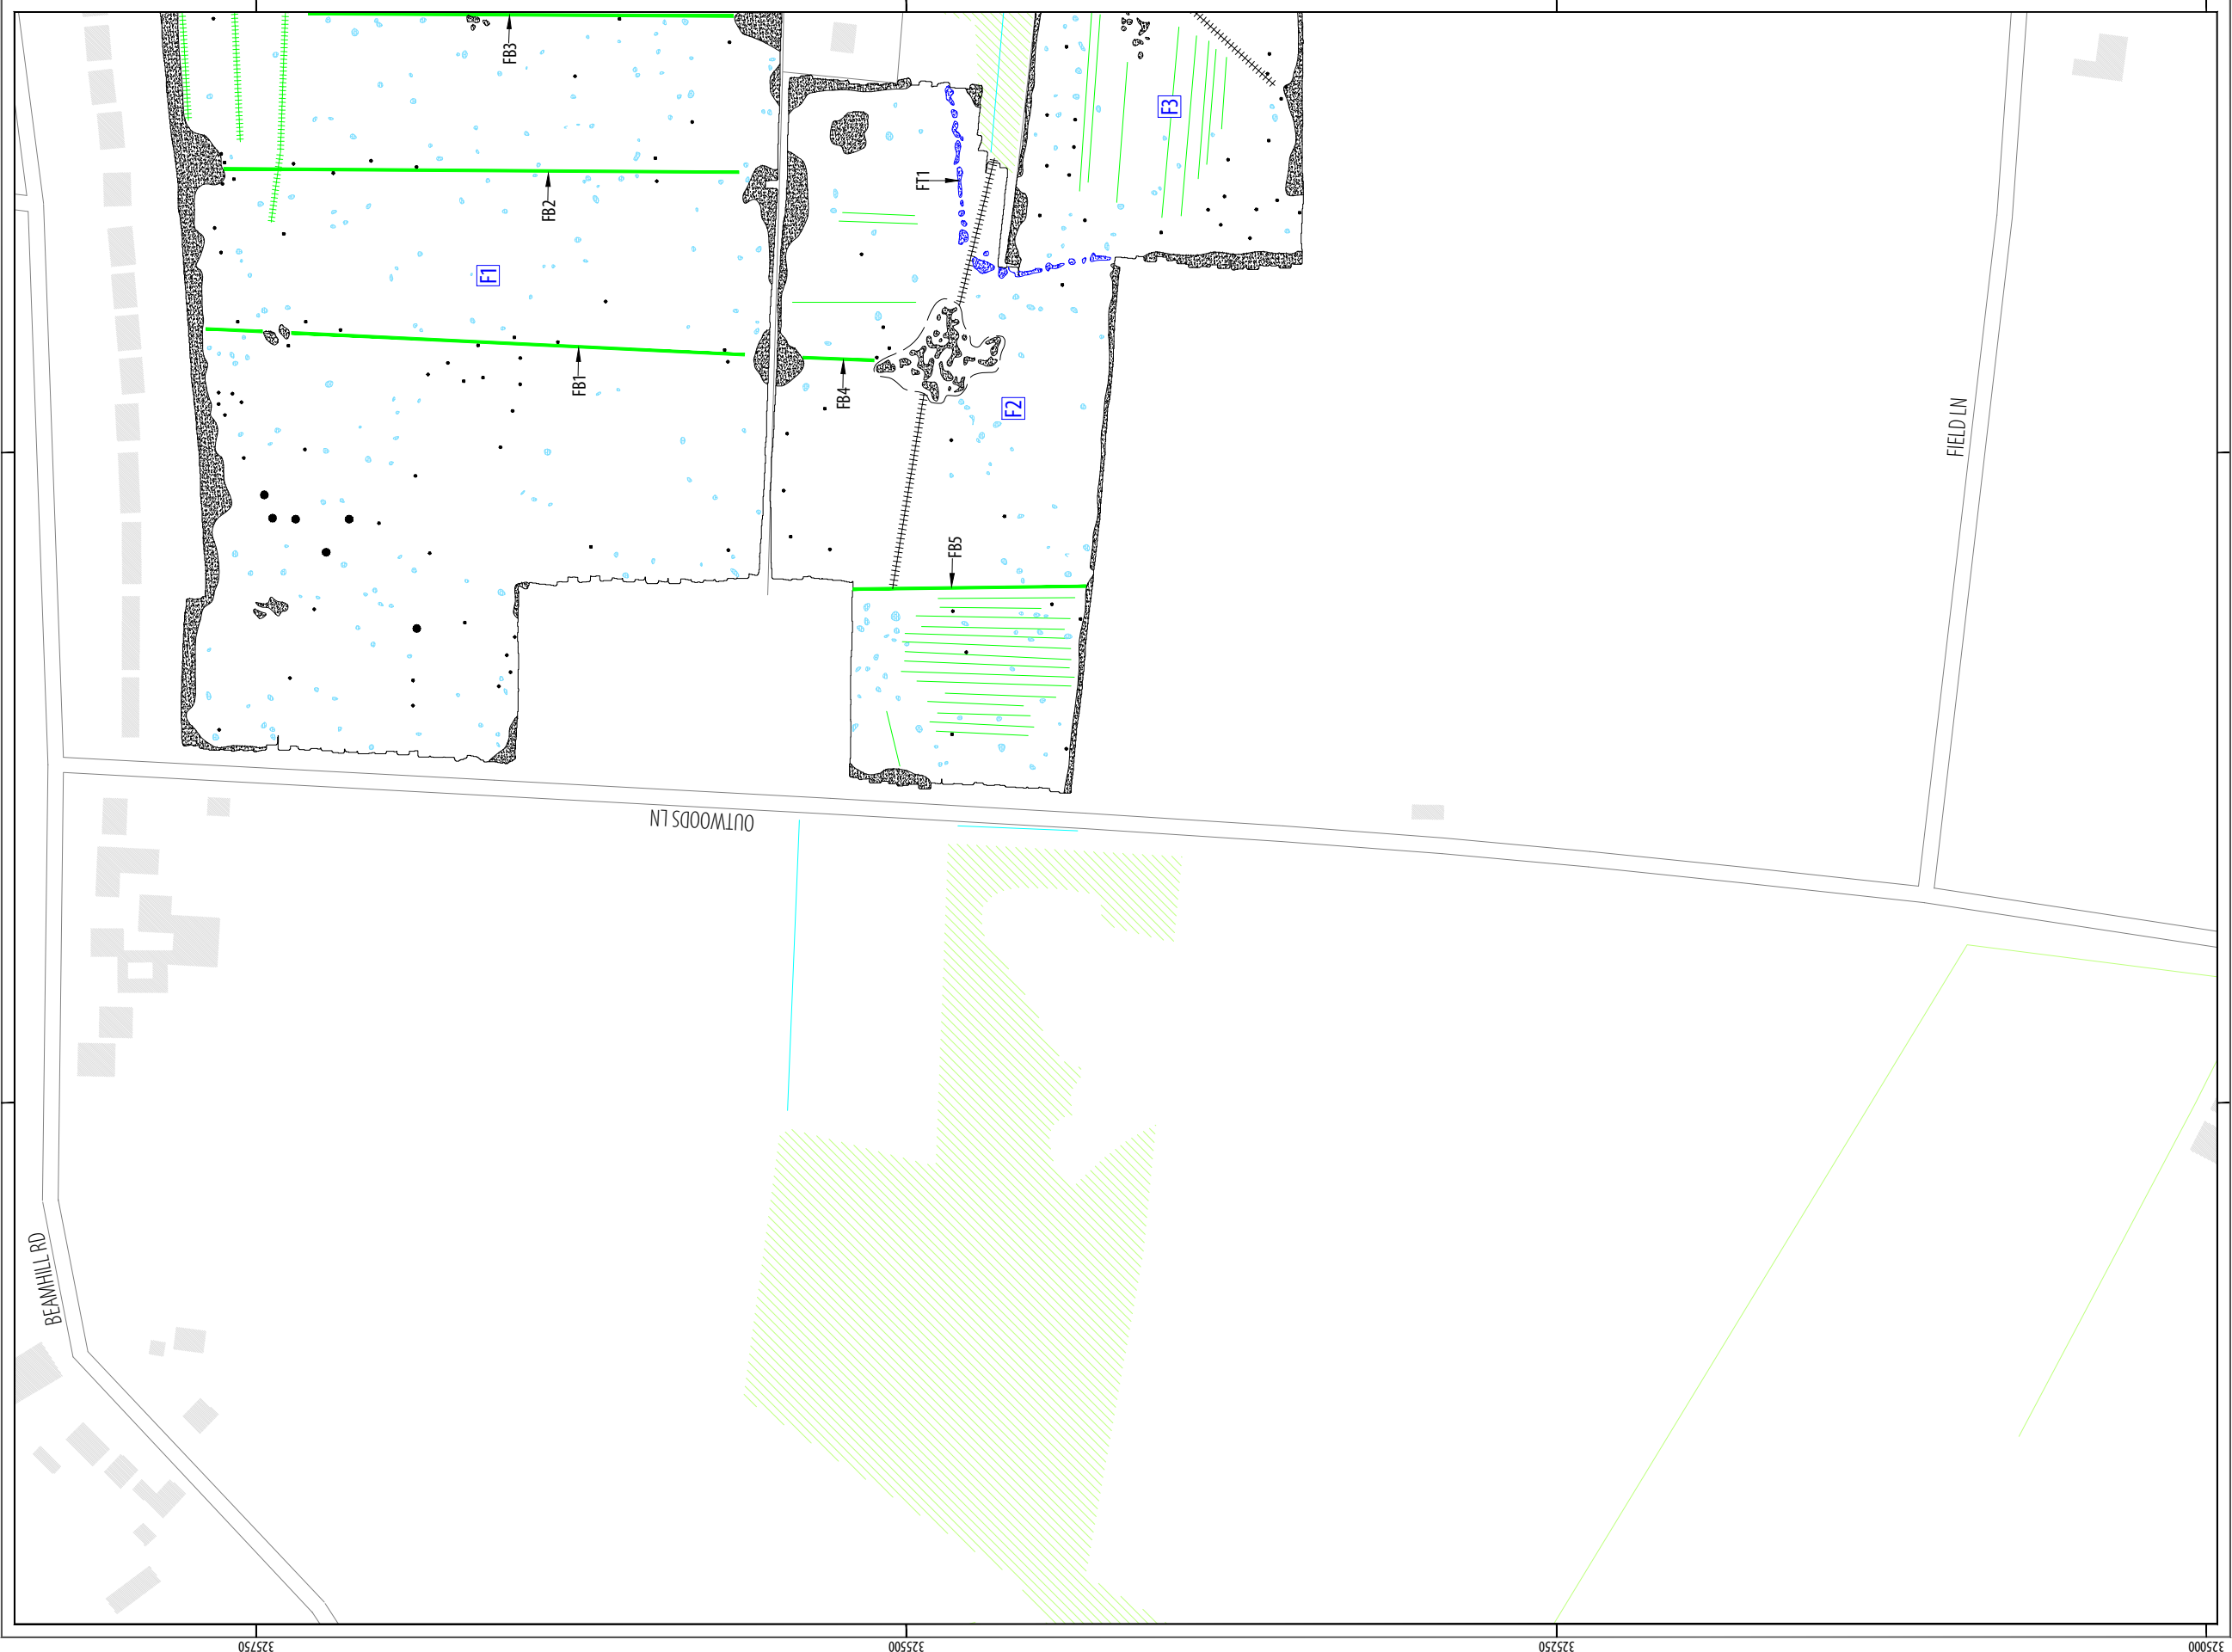 FB3
F3
FT1
FB2
F1
FB1
FB4
F2
FIELD LN
FB5
OUTWOODS LN
BEAMHILL RD
325750
325500
325250
325000